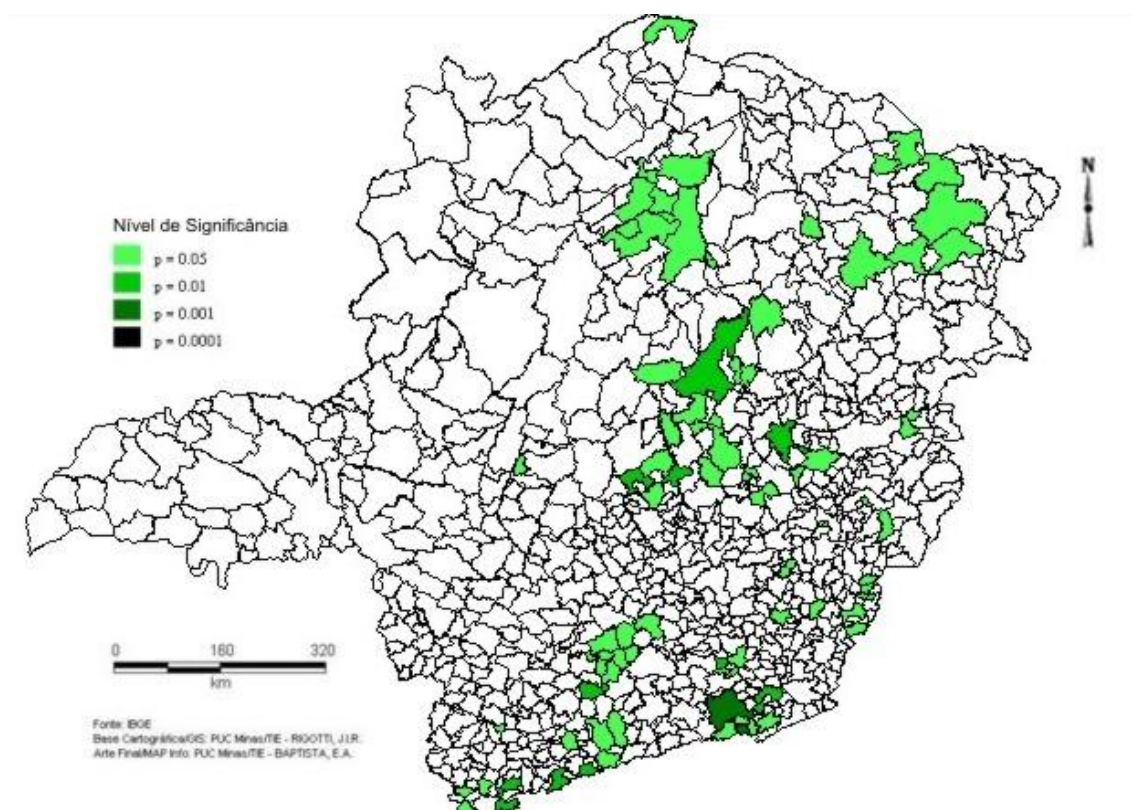 N
Nível de Significância
p = 0.05
p = 0.01
p = 0.001
p = 0.0001
0 160 320
km
Fonte: IBGE
Base Cartográfica/GIS: PUC Minas/TIE - RIGOTTI, J.I.R.
Arte Final/MAP Info: PUC Minas/TIE - BAPTISTA, E.A.